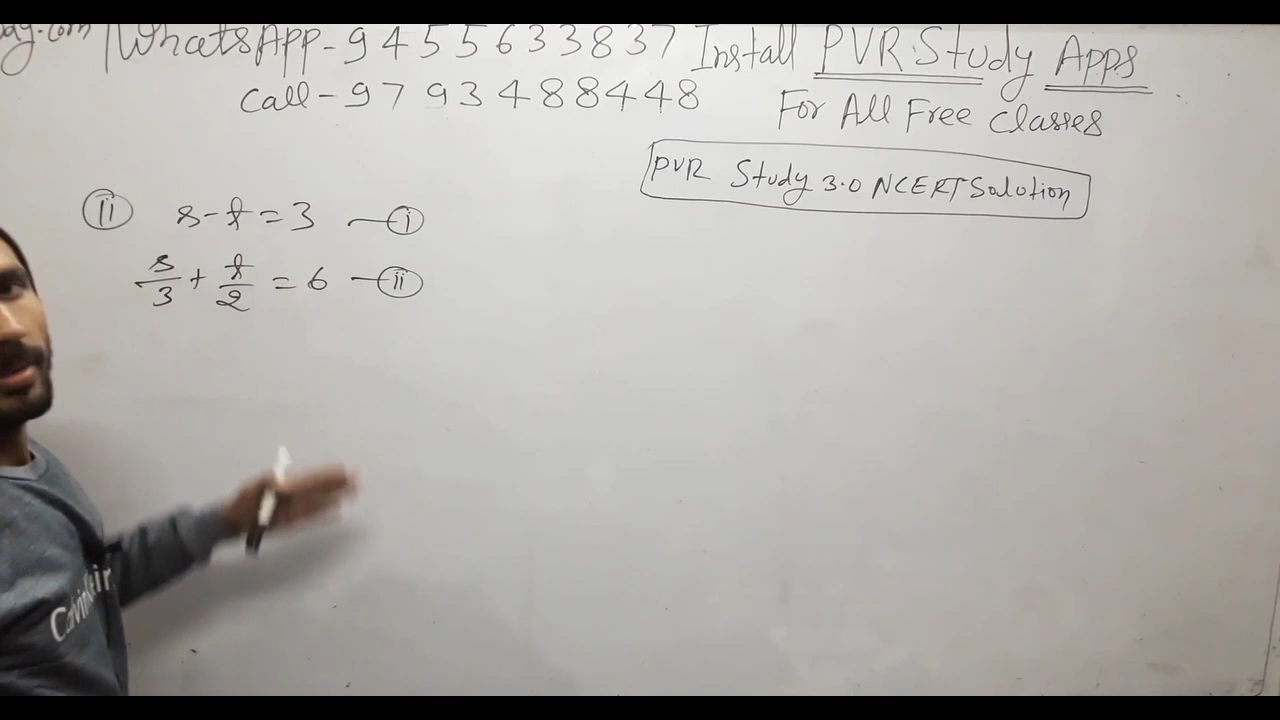 WhatsApp-9455633837 Install PVR Study Apps
Call-9793488448 For All Free Classes
PVR Study 3.0 NCERT Solution
(ii) s-t=3 —(i)
s/3 + t/2 = 6 —(ii)